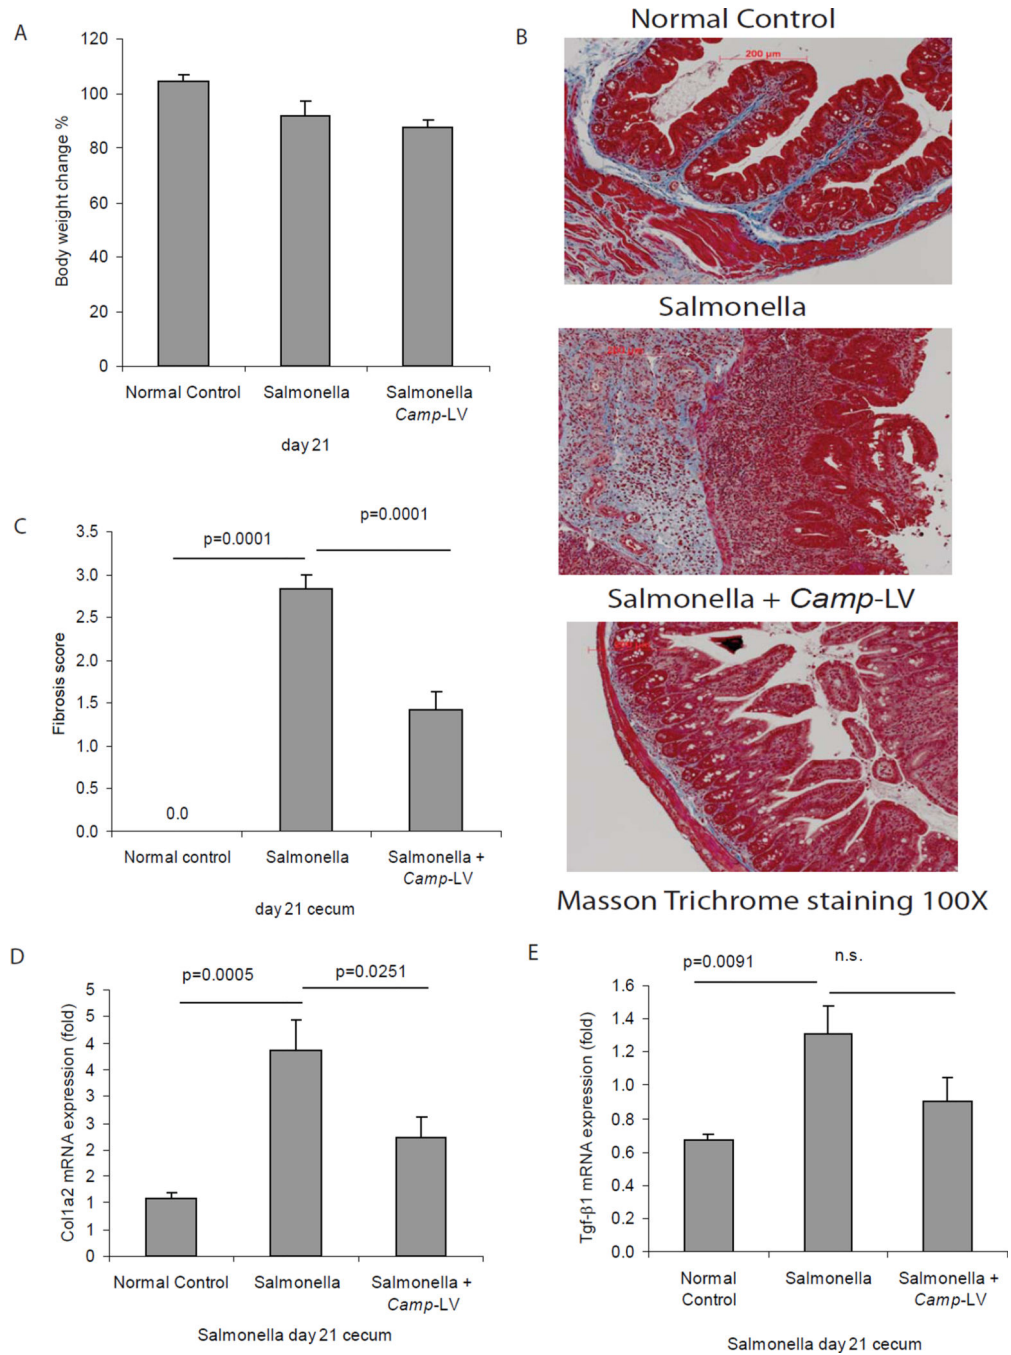 A
120
100
80
60
40
20
0
Body weight change %
Normal Control
Salmonella
Salmonella
Camp-LV
day 21
B
Normal Control
200 μm
Salmonella
Salmonella + Camp-LV
Masson Trichrome staining 100X
C
3.5
3.0
2.5
2.0
1.5
1.0
0.5
0.0
Fibrosis score
p=0.0001
p=0.0001
0.0
Normal control
Salmonella
Salmonella +
Camp-LV
day 21 cecum
D
5
5
4
4
3
3
2
2
1
1
0
Col1a2 mRNA expression (fold)
p=0.0005
p=0.0251
Normal Control
Salmonella
Salmonella +
Camp-LV
Salmonella day 21 cecum
E
1.6
1.4
1.2
1.0
0.8
0.6
0.4
0.2
0.0
Tgf-β1 mRNA expression (fold)
p=0.0091
n.s.
Normal
Control
Salmonella
Salmonella +
Camp-LV
Salmonella day 21 cecum